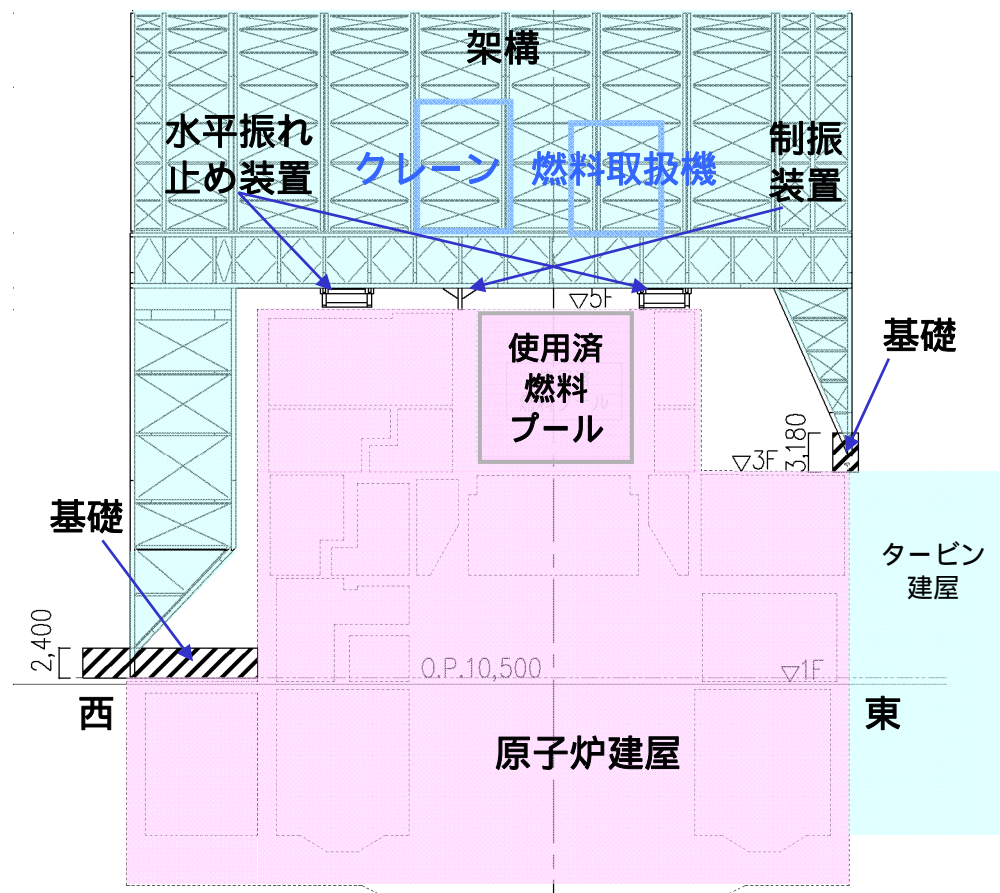 架構
水平振れ
止め装置
クレーン
燃料取扱機
制振
装置
▽5F
使用済
燃料
プール
基礎
3,180
▽3F
基礎
タービン
建屋
2,400
O.P.10,500
▽1F
西
東
原子炉建屋